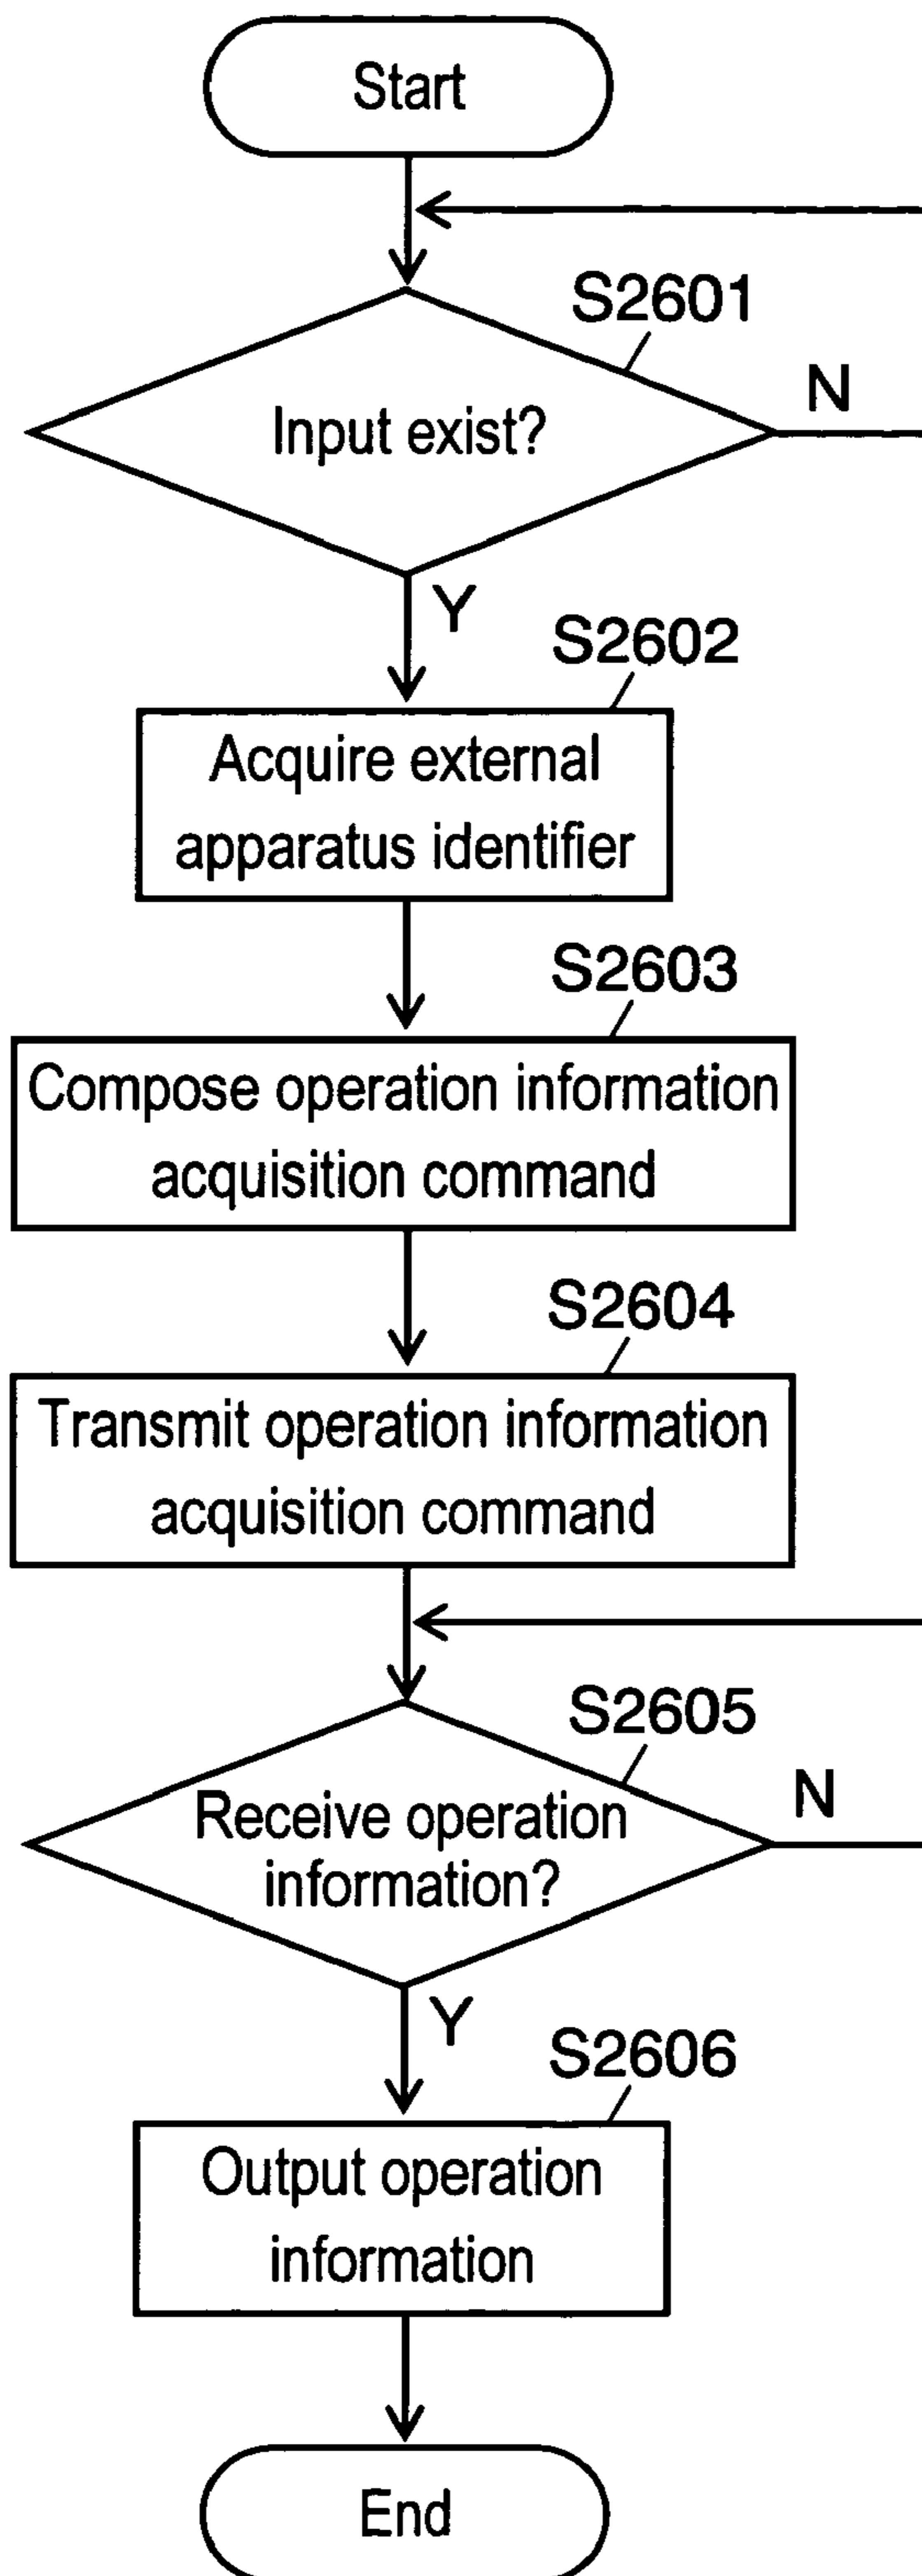 Start
S2601
Input exist?
N
Y
S2602
Acquire external
apparatus identifier
S2603
Compose operation information
acquisition command
S2604
Transmit operation information
acquisition command
S2605
Receive operation
information?
N
Y
S2606
Output operation
information
End